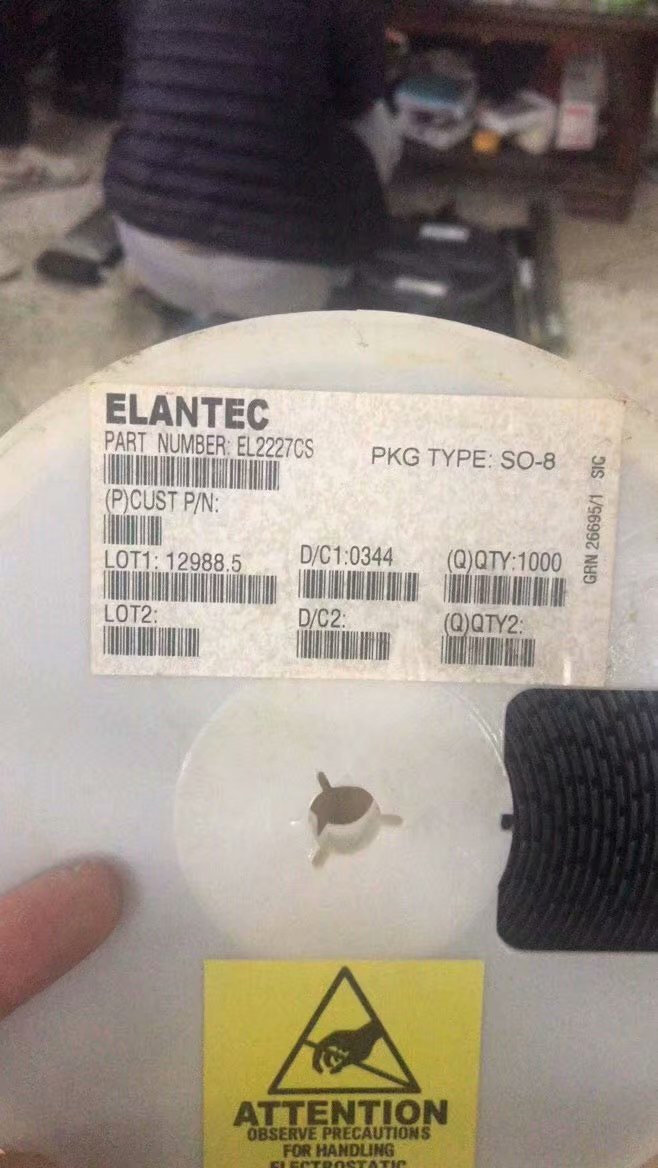 ELANTEC
PART NUMBER: EL2227CS
PKG TYPE: SO-8
(P)CUST P/N:
LOT1: 12988.5 D/C1:0344 (Q)QTY:1000
LOT2: D/C2: (Q)QTY2:
GRN 26695/1 SIC
ATTENTION
OBSERVE PRECAUTIONS
FOR HANDLING
ELECTROSTATIC